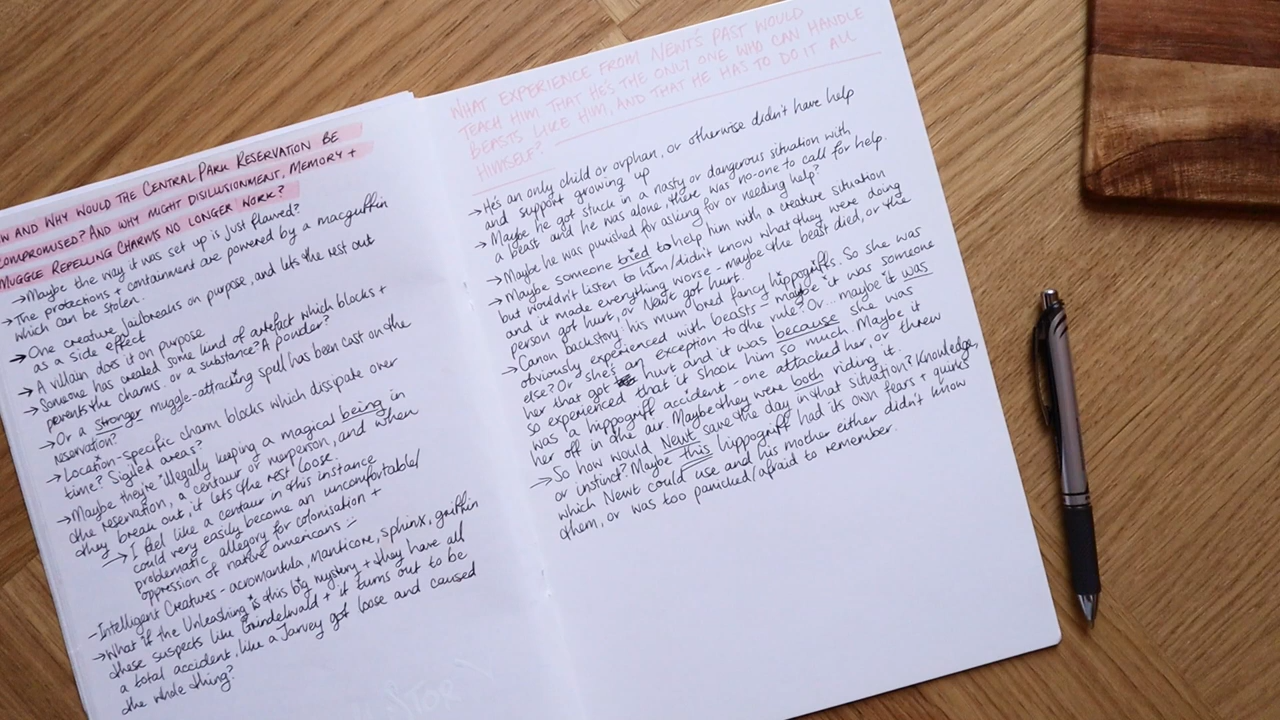 W AND WHY WOULD THE CENTRAL PARK RESERVATION BE
COMPROMISED? AND WHY MIGHT DISILLUSIONMENT, MEMORY +
MUGGLE REPELLING CHARMS NO LONGER WORK?
→ Maybe the way it was set up is just flawed?
→ The protections + containment are powered by a macguffin
which can be stolen.
→ One creature jailbreaks on purpose, and lets the rest out
as a side effect
→ A villain does it on purpose
→ Someone has created some kind of artefact which blocks +
prevents the charms. or a substance? A powder?
→ Or a stronger muggle-attracting spell has been cast on the
reservation?
→ Location-specific charm blocks which dissipate over
time? Sigiled areas?
→ Maybe they're illegally keeping a magical being in
the reservation, a centaur or merperson, and when
they break out, it lets the rest loose.
→ I feel like a centaur in this instance
could very easily become an uncomfortable/
problematic allegory for colonisation +
oppression of native americans
- Intelligent Creatures - acromantula, manticore, sphinx, griffin
→ What if the Unleashing is this big mystery + they have all
these suspects like Grindelwald + it turns out to be
a total accident, like a Jarvey got loose and caused
the whole thing?
WHAT EXPERIENCE FROM NEWT'S PAST WOULD
TEACH HIM THAT HE'S THE ONLY ONE WHO CAN HANDLE
BEASTS LIKE HIM, AND THAT HE HAS TO DO IT ALL
HIMSELF?
→ He's an only child or orphan, or otherwise didn't have help
and support growing up
→ Maybe he got stuck in a nasty or dangerous situation with
a beast and he was alone there was no-one to call for help.
→ Maybe he was punished for asking for or needing help?
→ Maybe someone tried to help him with a creature situation
but wouldn't listen to him/didn't know what they were doing
and it made everything worse - maybe the beast died, or the
person got hurt, or Newt got hurt.
→ Canon backstory: his mum bred fancy hippogriffs. So she was
obviously experienced with beasts - maybe it was someone
else? Or she's an exception to the rule? Or... maybe it was
her that got hurt and it was because she was
so experienced that it shook him so much. Maybe it
was a hippogriff accident - one attacked her, or threw
her off in the air. Maybe they were both riding it.
→ So how would Newt save the day in that situation? Knowledge,
or instinct? Maybe this hippogriff had its own fears + quirks
which Newt could use and his mother either didn't know
them, or was too panicked/afraid to remember.